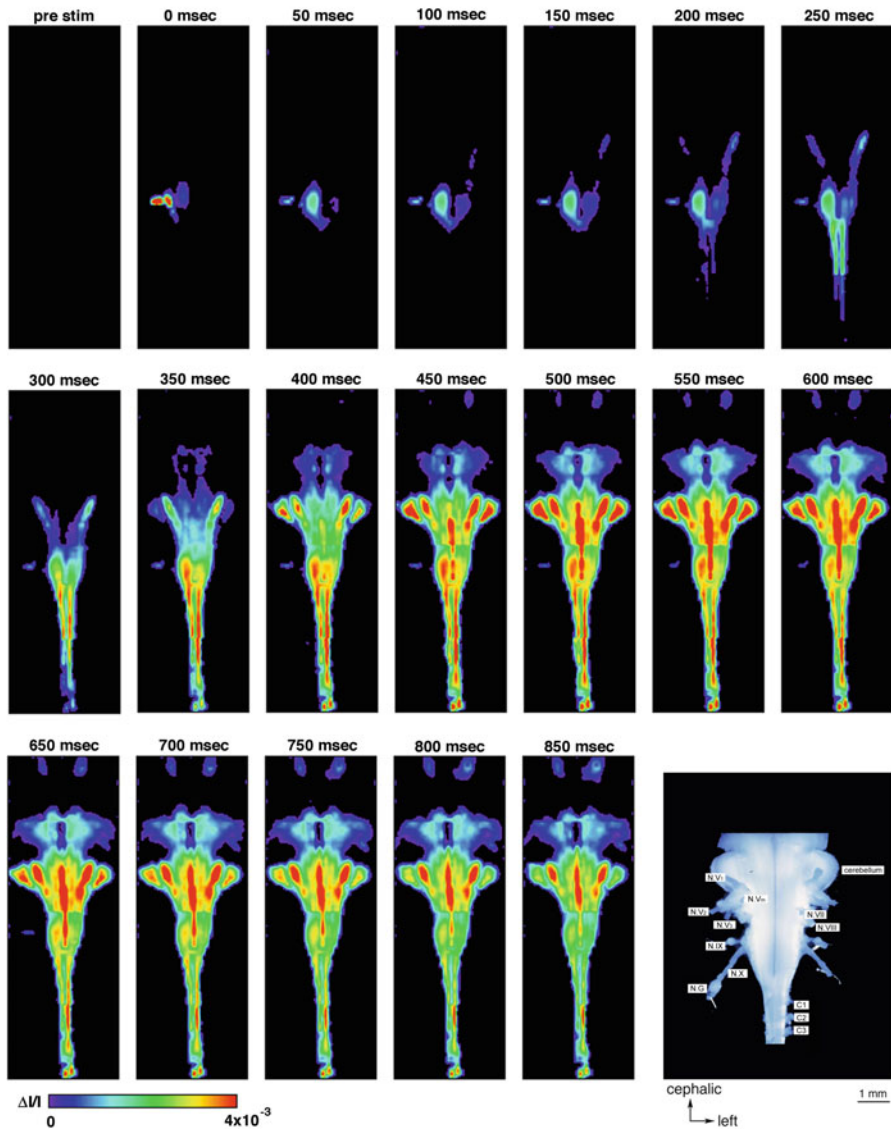 pre stim
0 msec
50 msec
100 msec
150 msec
200 msec
250 msec
300 msec
350 msec
400 msec
450 msec
500 msec
550 msec
600 msec
650 msec
700 msec
750 msec
800 msec
850 msec
N.V₁
cerebellum
N.Vₘ
N.V₂
N.VII
N.V₃
N.VIII
N.IX
N.X
N.G
C1
C2
C3
ΔI/I
0
4x10⁻³
cephalic
left
1 mm